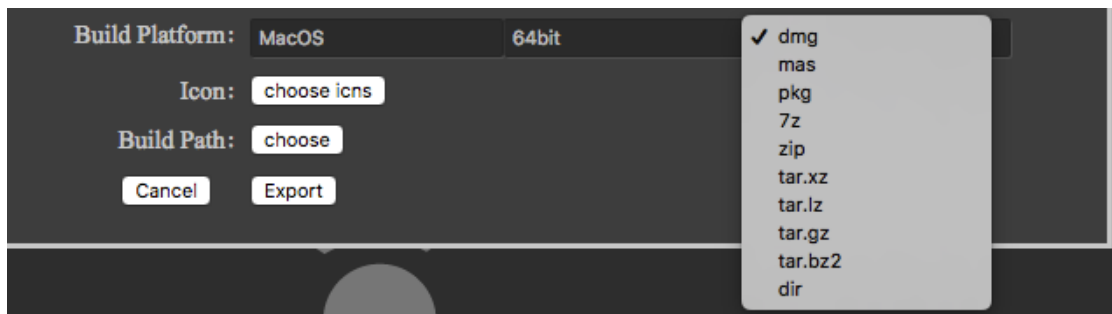 Build Platform: MacOS 64bit ✓ dmg
mas
Icon: choose icns pkg
7z
Build Path: choose zip
tar.xz
Cancel Export tar.lz
tar.gz
tar.bz2
dir